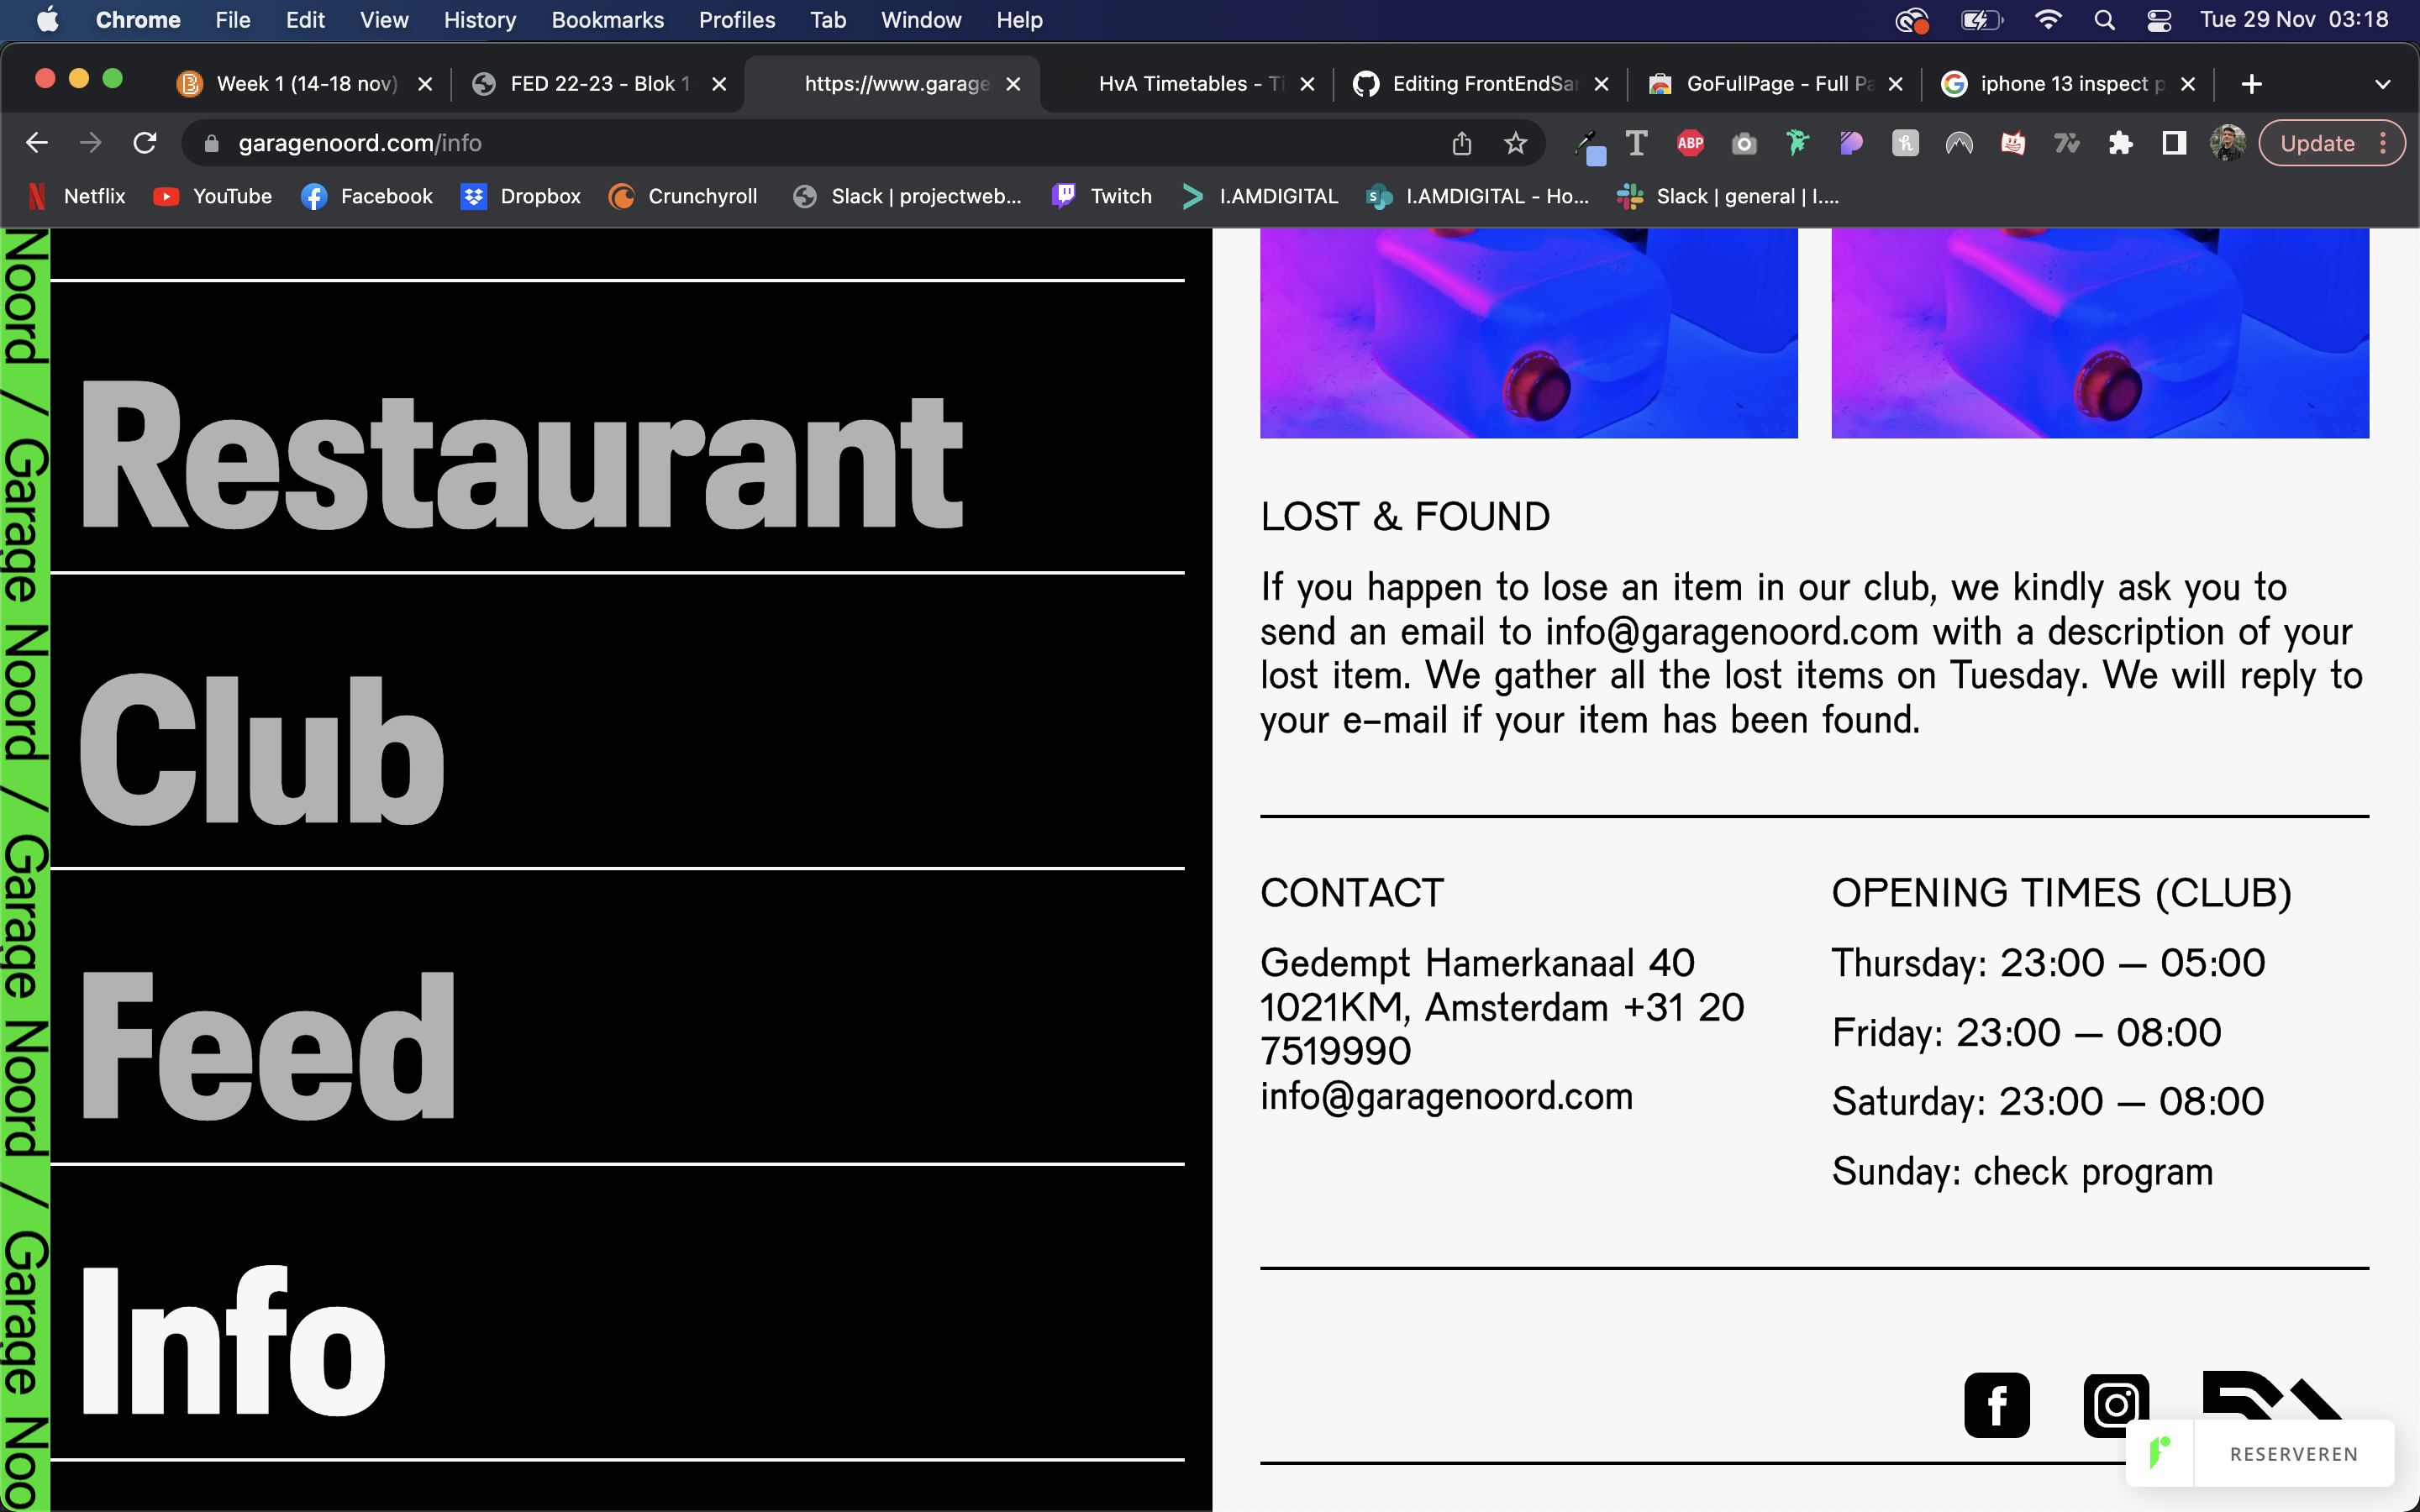 Chrome File Edit View History Bookmarks Profiles Tab Window Help Tue 29 Nov 03:18
Week 1 (14-18 nov) FED 22-23 - Blok 1 https://www.garage HvA Timetables - Ti Editing FrontEndSa GoFullPage - Full Pa iphone 13 inspect p
garagenoord.com/info ABP Update
Netflix YouTube Facebook Dropbox Crunchyroll Slack | projectweb... Twitch I.AMDIGITAL I.AMDIGITAL - Ho... Slack | general | I....
Noord / Garage Noord / Garage Noord / Garage Noo
Restaurant
Club
Feed
Info
LOST & FOUND
If you happen to lose an item in our club, we kindly ask you to
send an email to info@garagenoord.com with a description of your
lost item. We gather all the lost items on Tuesday. We will reply to
your e-mail if your item has been found.
CONTACT
Gedempt Hamerkanaal 40
1021KM, Amsterdam +31 20
7519990
info@garagenoord.com
OPENING TIMES (CLUB)
Thursday: 23:00 — 05:00
Friday: 23:00 — 08:00
Saturday: 23:00 — 08:00
Sunday: check program
RESERVEREN